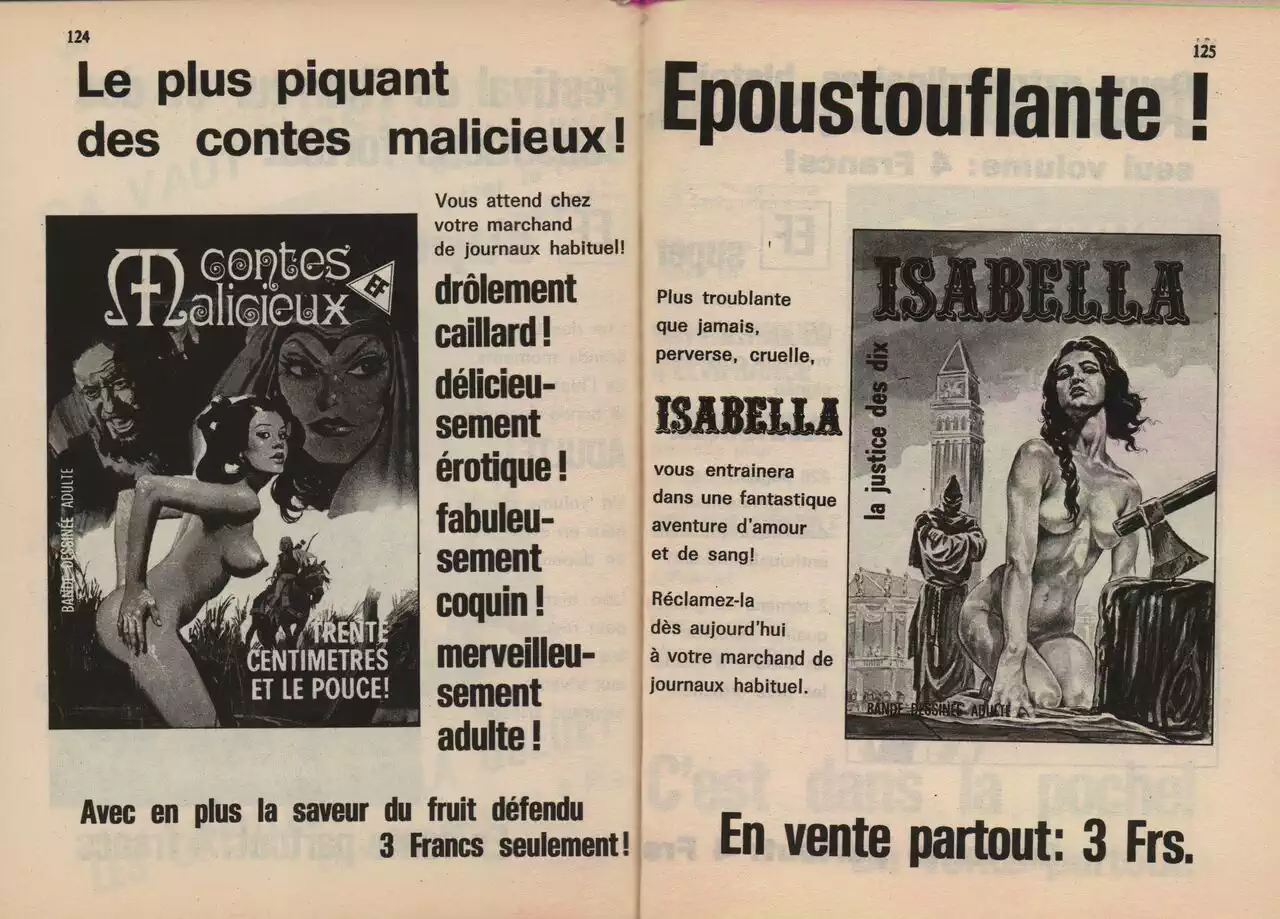 124
Le plus piquant
des contes malicieux!
Vous attend chez
votre marchand
de journaux habituel!
contes
Malicieux
EF
BANDE DESSINÉE ADULTE
TRENTE
CENTIMETRES
ET LE POUCE!
drôlement
caillard!
délicieu-
sement
érotique!
fabuleu-
sement
coquin!
merveilleu-
sement
adulte!
Avec en plus la saveur du fruit défendu
3 Francs seulement!
125
Epoustouflante!
Plus troublante
que jamais,
perverse, cruelle,
ISABELLA
vous entrainera
dans une fantastique
aventure d'amour
et de sang!
Réclamez-la
dès aujourd'hui
à votre marchand de
journaux habituel.
ISABELLA
la justice des dix
BANDE DESSINÉE ADULTE
En vente partout: 3 Frs.